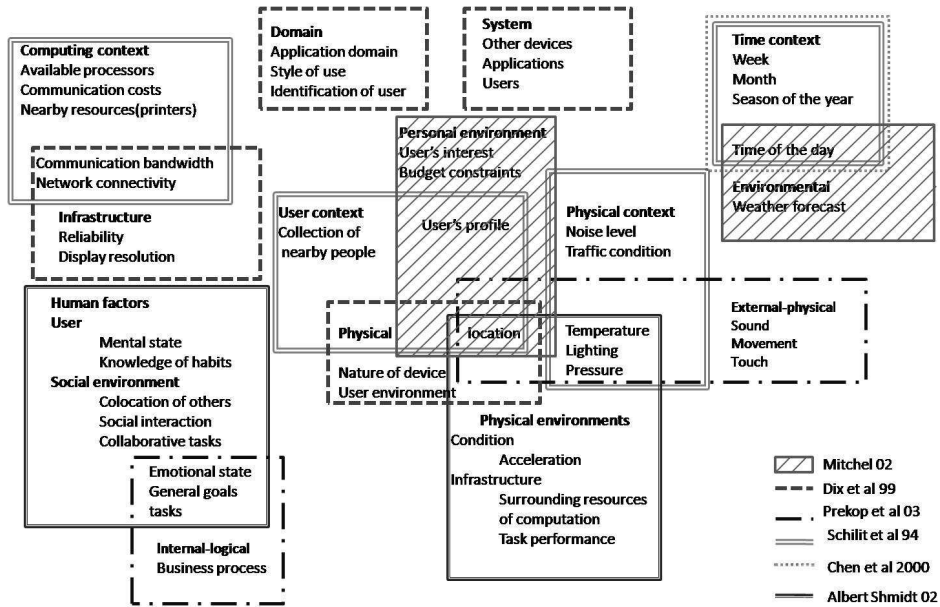 Computing context
Available processors
Communication costs
Nearby resources(printers)
Communication bandwidth
Network connectivity
Infrastructure
Reliability
Display resolution
Domain
Application domain
Style of use
Identification of user
System
Other devices
Applications
Users
Time context
Week
Month
Season of the year
Time of the day
Environmental
Weather forecast
Personal environment
User's interest
Budget constraints
User's profile
User context
Collection of
nearby people
Physical context
Noise level
Traffic condition
Physical
location
Nature of device
User environment
Temperature
Lighting
Pressure
External-physical
Sound
Movement
Touch
Human factors
User
Mental state
Knowledge of habits
Social environment
Colocation of others
Social interaction
Collaborative tasks
Emotional state
General goals
tasks
Internal-logical
Business process
Physical environments
Condition
Acceleration
Infrastructure
Surrounding resources
of computation
Task performance
Mitchel 02
Dix et al 99
Prekop et al 03
Schilit et al 94
Chen et al 2000
Albert Shmidt 02